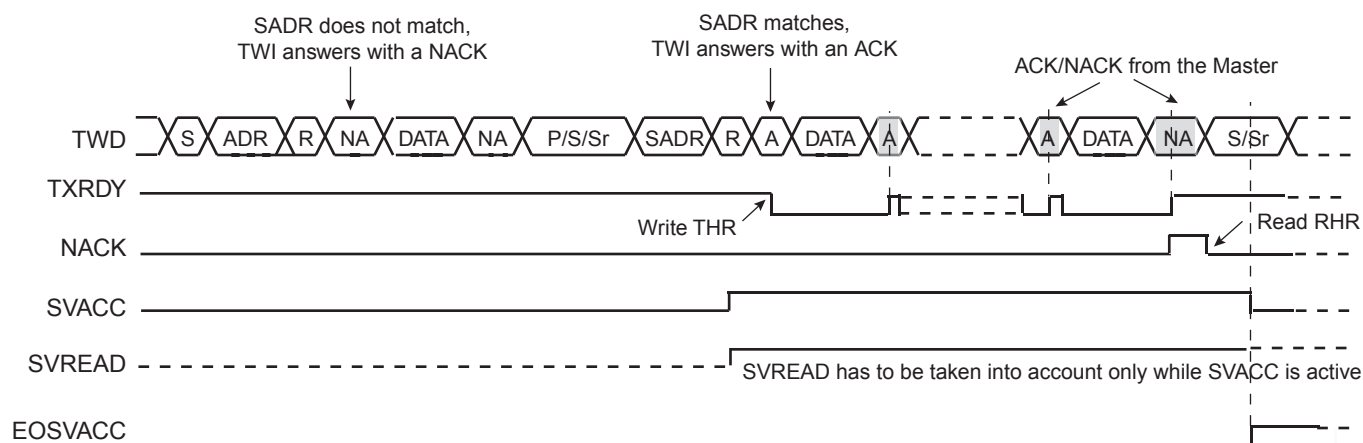 SADR does not match,
TWI answers with a NACK
SADR matches,
TWI answers with an ACK
ACK/NACK from the Master
TWD S ADR R NA DATA NA P/S/Sr SADR R A DATA A A DATA NA S/Sr
TXRDY
Write THR
Read RHR
NACK
SVACC
SVREAD
SVREAD has to be taken into account only while SVACC is active
EOSVACC